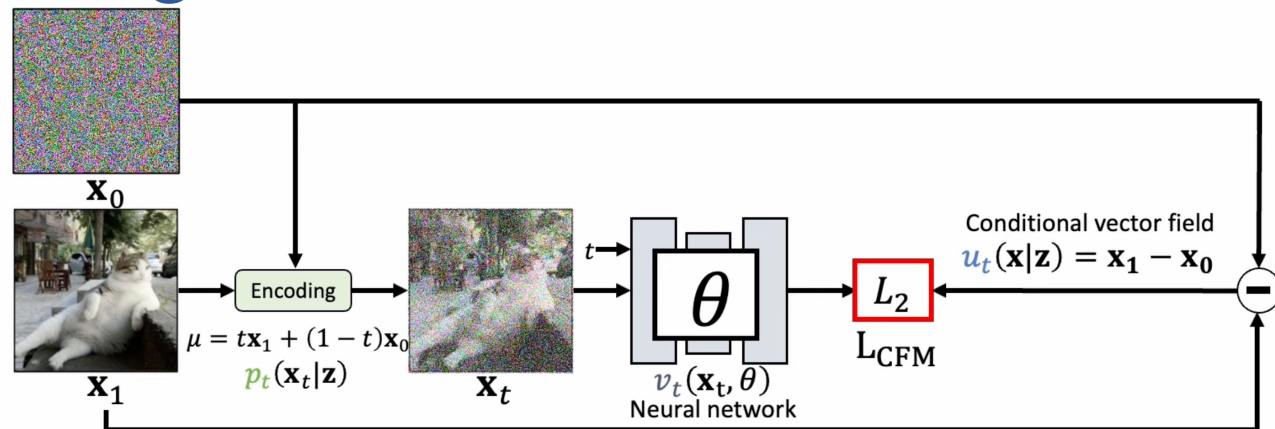 𝐱₀
Encoding
μ = t𝐱₁ + (1 − t)𝐱₀
pₜ(𝐱ₜ|𝐳)
𝐱₁
𝐱ₜ
t
θ
vₜ(𝐱ₜ, θ)
Neural network
L₂
L_CFM
Conditional vector field
uₜ(𝐱|𝐳) = 𝐱₁ − 𝐱₀
−